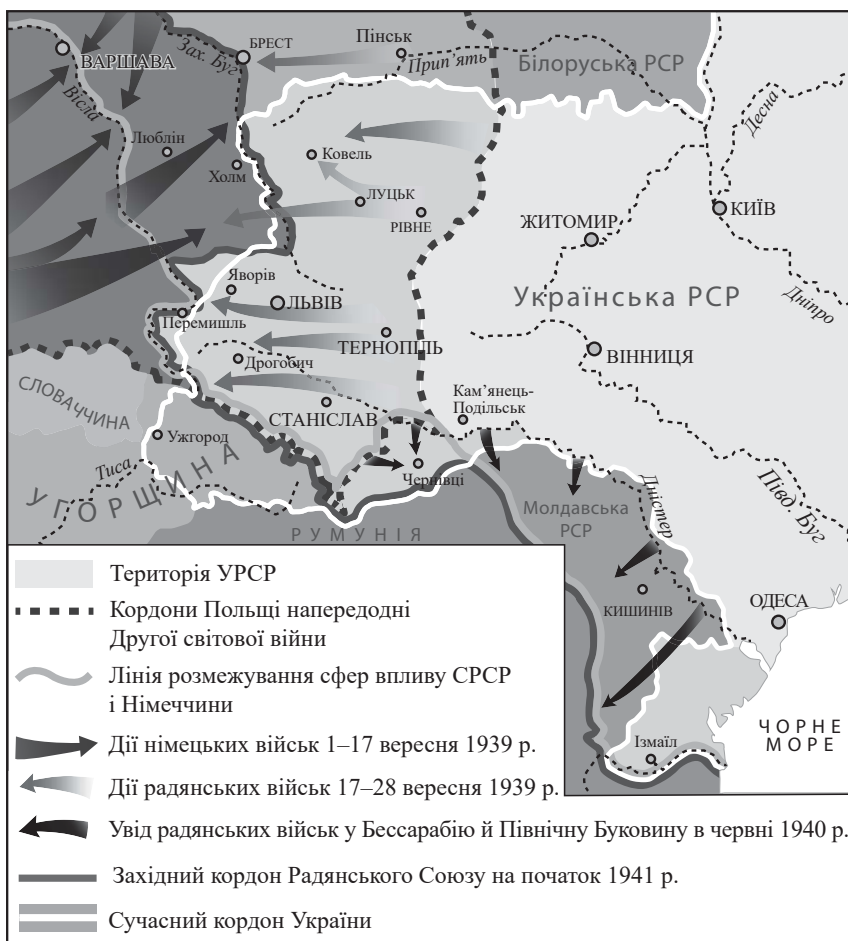 БРЕСТ
Пінськ
Зах. Буг
Прип’ять
Білоруська РСР
ВАРШАВА
Вісла
Десна
Люблін
Холм
Ковель
ЛУЦЬК
РІВНЕ
ЖИТОМИР
КИЇВ
Яворів
ЛЬВІВ
Українська РСР
Дніпро
Перемишль
ТЕРНОПІЛЬ
ВІННИЦЯ
Дрогобич
СЛОВАЧЧИНА
СТАНІСЛАВ
Кам’янець-
Подільськ
Ужгород
Тиса
Чернівці
УГОРЩИНА
РУМУНІЯ
Молдавська
РСР
Дністер
Півд. Буг
КИШИНІВ
ОДЕСА
Ізмаїл
ЧОРНЕ
МОРЕ
Територія УРСР
Кордони Польщі напередодні
Другої світової війни
Лінія розмежування сфер впливу СРСР
і Німеччини
Дії німецьких військ 1–17 вересня 1939 р.
Дії радянських військ 17–28 вересня 1939 р.
Увід радянських військ у Бессарабію й Північну Буковину в червні 1940 р.
Західний кордон Радянського Союзу на початок 1941 р.
Сучасний кордон України